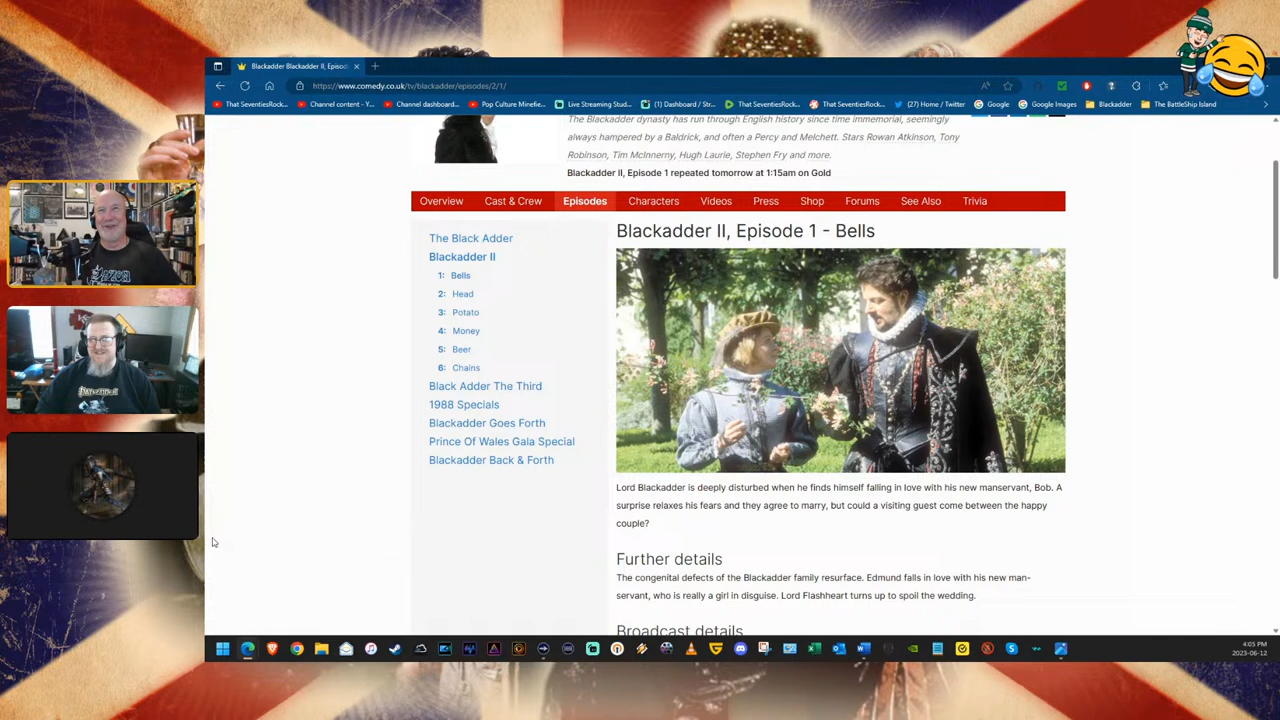 Blackadder Blackadder II, Episod
https://www.comedy.co.uk/tv/blackadder/episodes/2/1/
That SeventiesRock... Channel content - Y... Channel dashboard... Pop Culture Minefie... Live Streaming Stud... (1) Dashboard / Str... That SeventiesRock... That SeventiesRock... (27) Home / Twitter Google Google Images Blackadder The BattleShip Island
The Blackadder dynasty has run through English history since time immemorial, seemingly
always hampered by a Baldrick, and often a Percy and Melchett. Stars Rowan Atkinson, Tony
Robinson, Tim McInnerny, Hugh Laurie, Stephen Fry and more.
Blackadder II, Episode 1 repeated tomorrow at 1:15am on Gold
Overview Cast & Crew Episodes Characters Videos Press Shop Forums See Also Trivia
The Black Adder
Blackadder II
1: Bells
2: Head
3: Potato
4: Money
5: Beer
6: Chains
Black Adder The Third
1988 Specials
Blackadder Goes Forth
Prince Of Wales Gala Special
Blackadder Back & Forth
Blackadder II, Episode 1 - Bells
Lord Blackadder is deeply disturbed when he finds himself falling in love with his new manservant, Bob. A
surprise relaxes his fears and they agree to marry, but could a visiting guest come between the happy
couple?
Further details
The congenital defects of the Blackadder family resurface. Edmund falls in love with his new man-
servant, who is really a girl in disguise. Lord Flashheart turns up to spoil the wedding.
Broadcast details
4:05 PM
2023-06-12